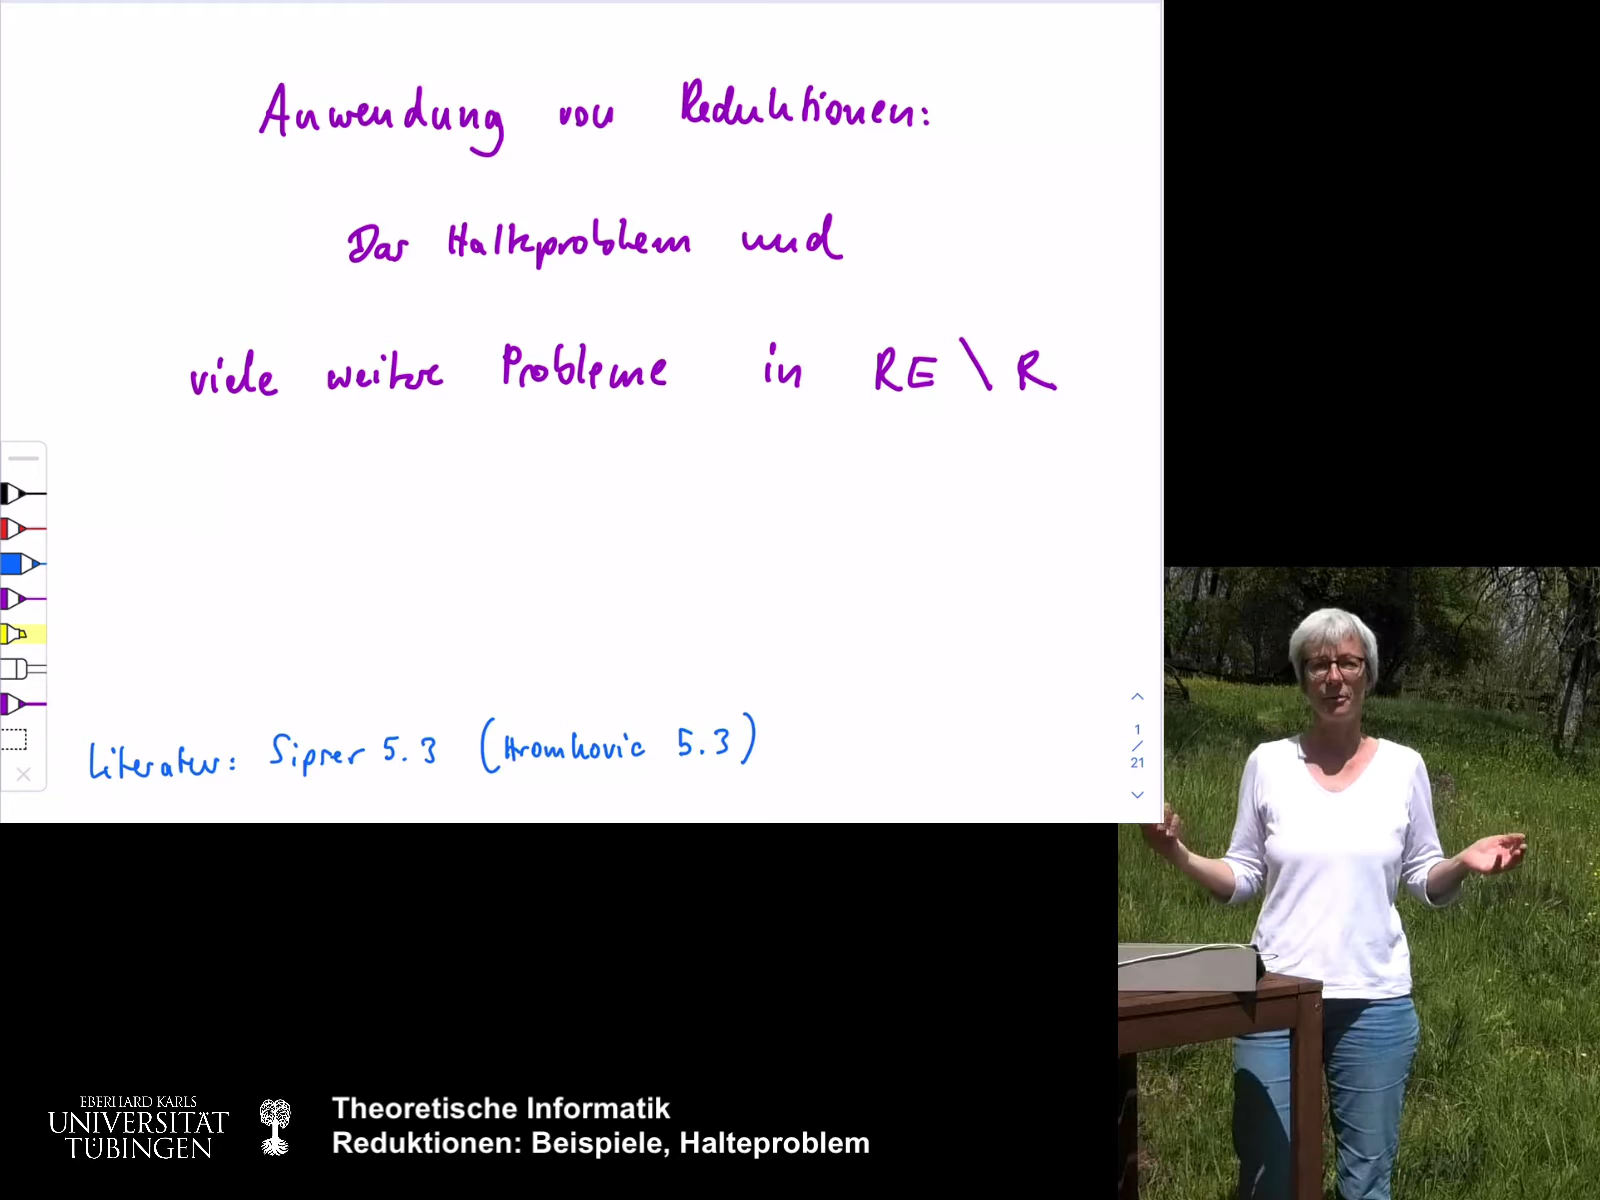 Anwendung von Reduktionen:
Das Halteproblem und
viele weitere Probleme in RE \ R
Literatur: Sipser 5.3 (Hromkovic 5.3)
1
/
21
EBERHARD KARLS
UNIVERSITÄT
TÜBINGEN
Theoretische Informatik
Reduktionen: Beispiele, Halteproblem